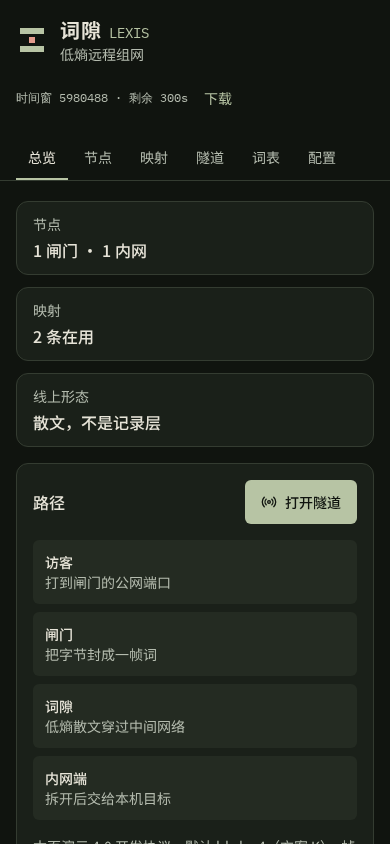 词隙 LEXIS
低熵远程组网
时间窗 5980488 · 剩余 300s 下载
总览 节点 映射 隧道 词表 配置
节点
1 闸门 · 1 内网
映射
2 条在用
线上形态
散文，不是记录层
路径
打开隧道
访客
打到闸门的公网端口
闸门
把字节封成一帧词
词隙
低熵散文穿过中间网络
内网端
拆开后交给本机目标